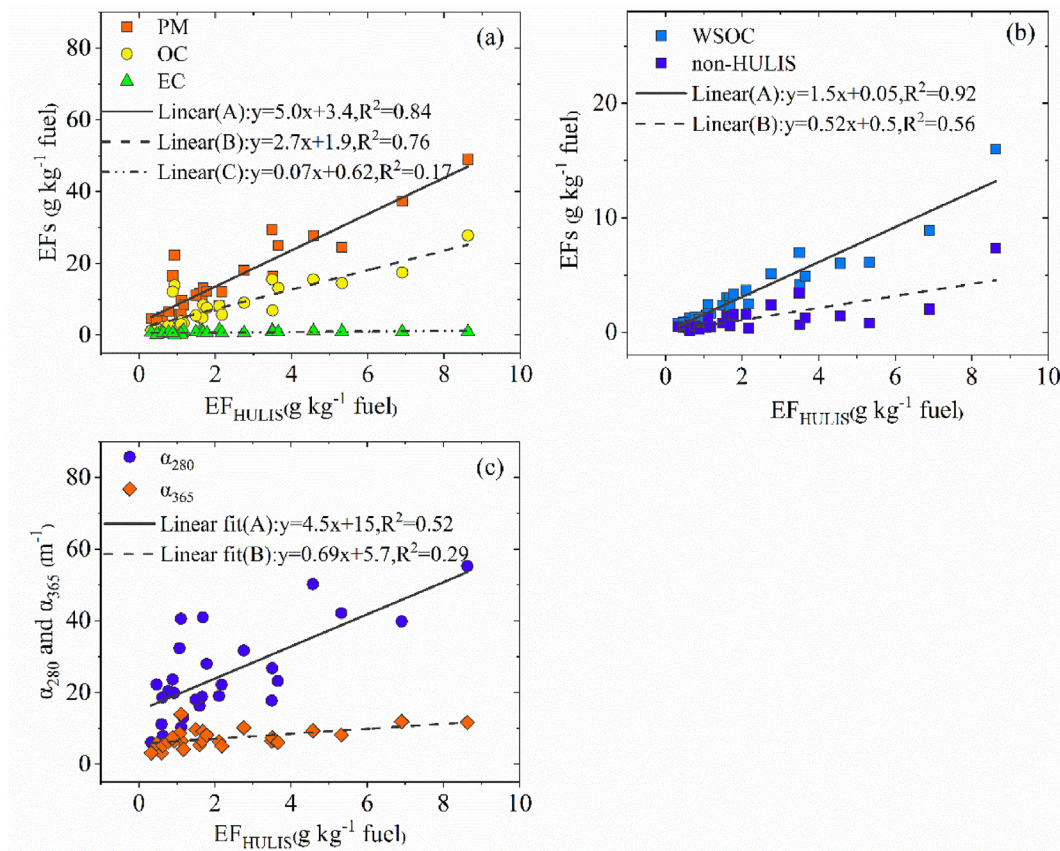 (a)
PM
OC
EC
Linear(A):y=5.0x+3.4,R²=0.84
Linear(B):y=2.7x+1.9,R²=0.76
Linear(C):y=0.07x+0.62,R²=0.17
EFs (g kg⁻¹ fuel)
80
60
40
20
0
0 2 4 6 8 10
EF_HULIS(g kg⁻¹ fuel)
(b)
WSOC
non-HULIS
Linear(A):y=1.5x+0.05,R²=0.92
Linear(B):y=0.52x+0.5,R²=0.56
EFs (g kg⁻¹ fuel)
20
10
0
0 2 4 6 8 10
EF_HULIS(g kg⁻¹ fuel)
(c)
α₂₈₀
α₃₆₅
Linear fit(A):y=4.5x+15,R²=0.52
Linear fit(B):y=0.69x+5.7,R²=0.29
α₂₈₀ and α₃₆₅ (m⁻¹)
80
60
40
20
0
0 2 4 6 8 10
EF_HULIS(g kg⁻¹ fuel)